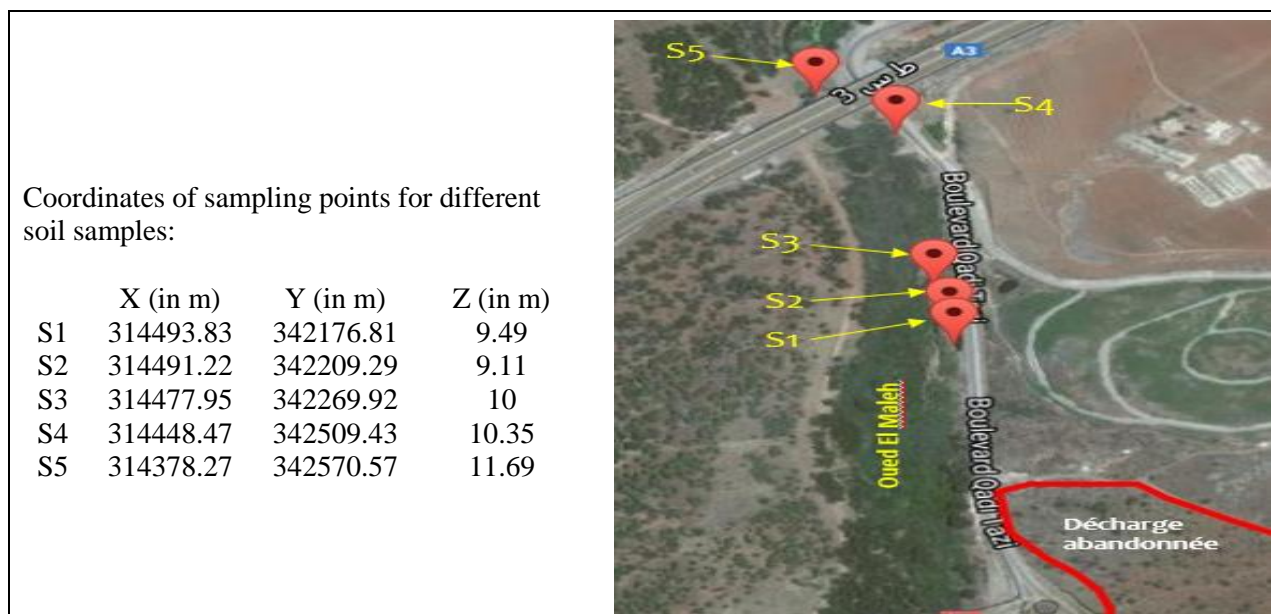 Coordinates of sampling points for different
soil samples:
X (in m) Y (in m) Z (in m)
S1 314493.83 342176.81 9.49
S2 314491.22 342209.29 9.11
S3 314477.95 342269.92 10
S4 314448.47 342509.43 10.35
S5 314378.27 342570.57 11.69
S5
A3
S4
S3
S2
S1
Boulevard Qadi
Oued El Maleh
Boulevard Qadi Tazi
Décharge
abandonnée